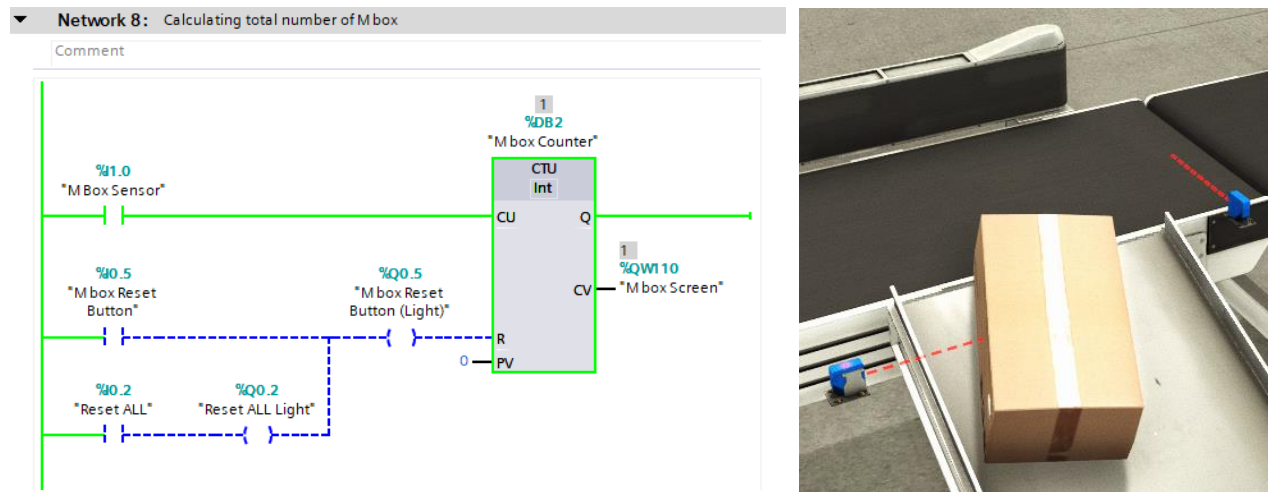 Network 8: Calculating total number of M box
Comment
1
%DB2
"M box Counter"
CTU
Int
%I1.0
"M Box Sensor"
CU Q
1
%QW110
CV "M box Screen"
%I0.5
"M box Reset
Button"
%Q0.5
"M box Reset
Button (Light)"
R
0 PV
%I0.2
"Reset ALL"
%Q0.2
"Reset ALL Light"